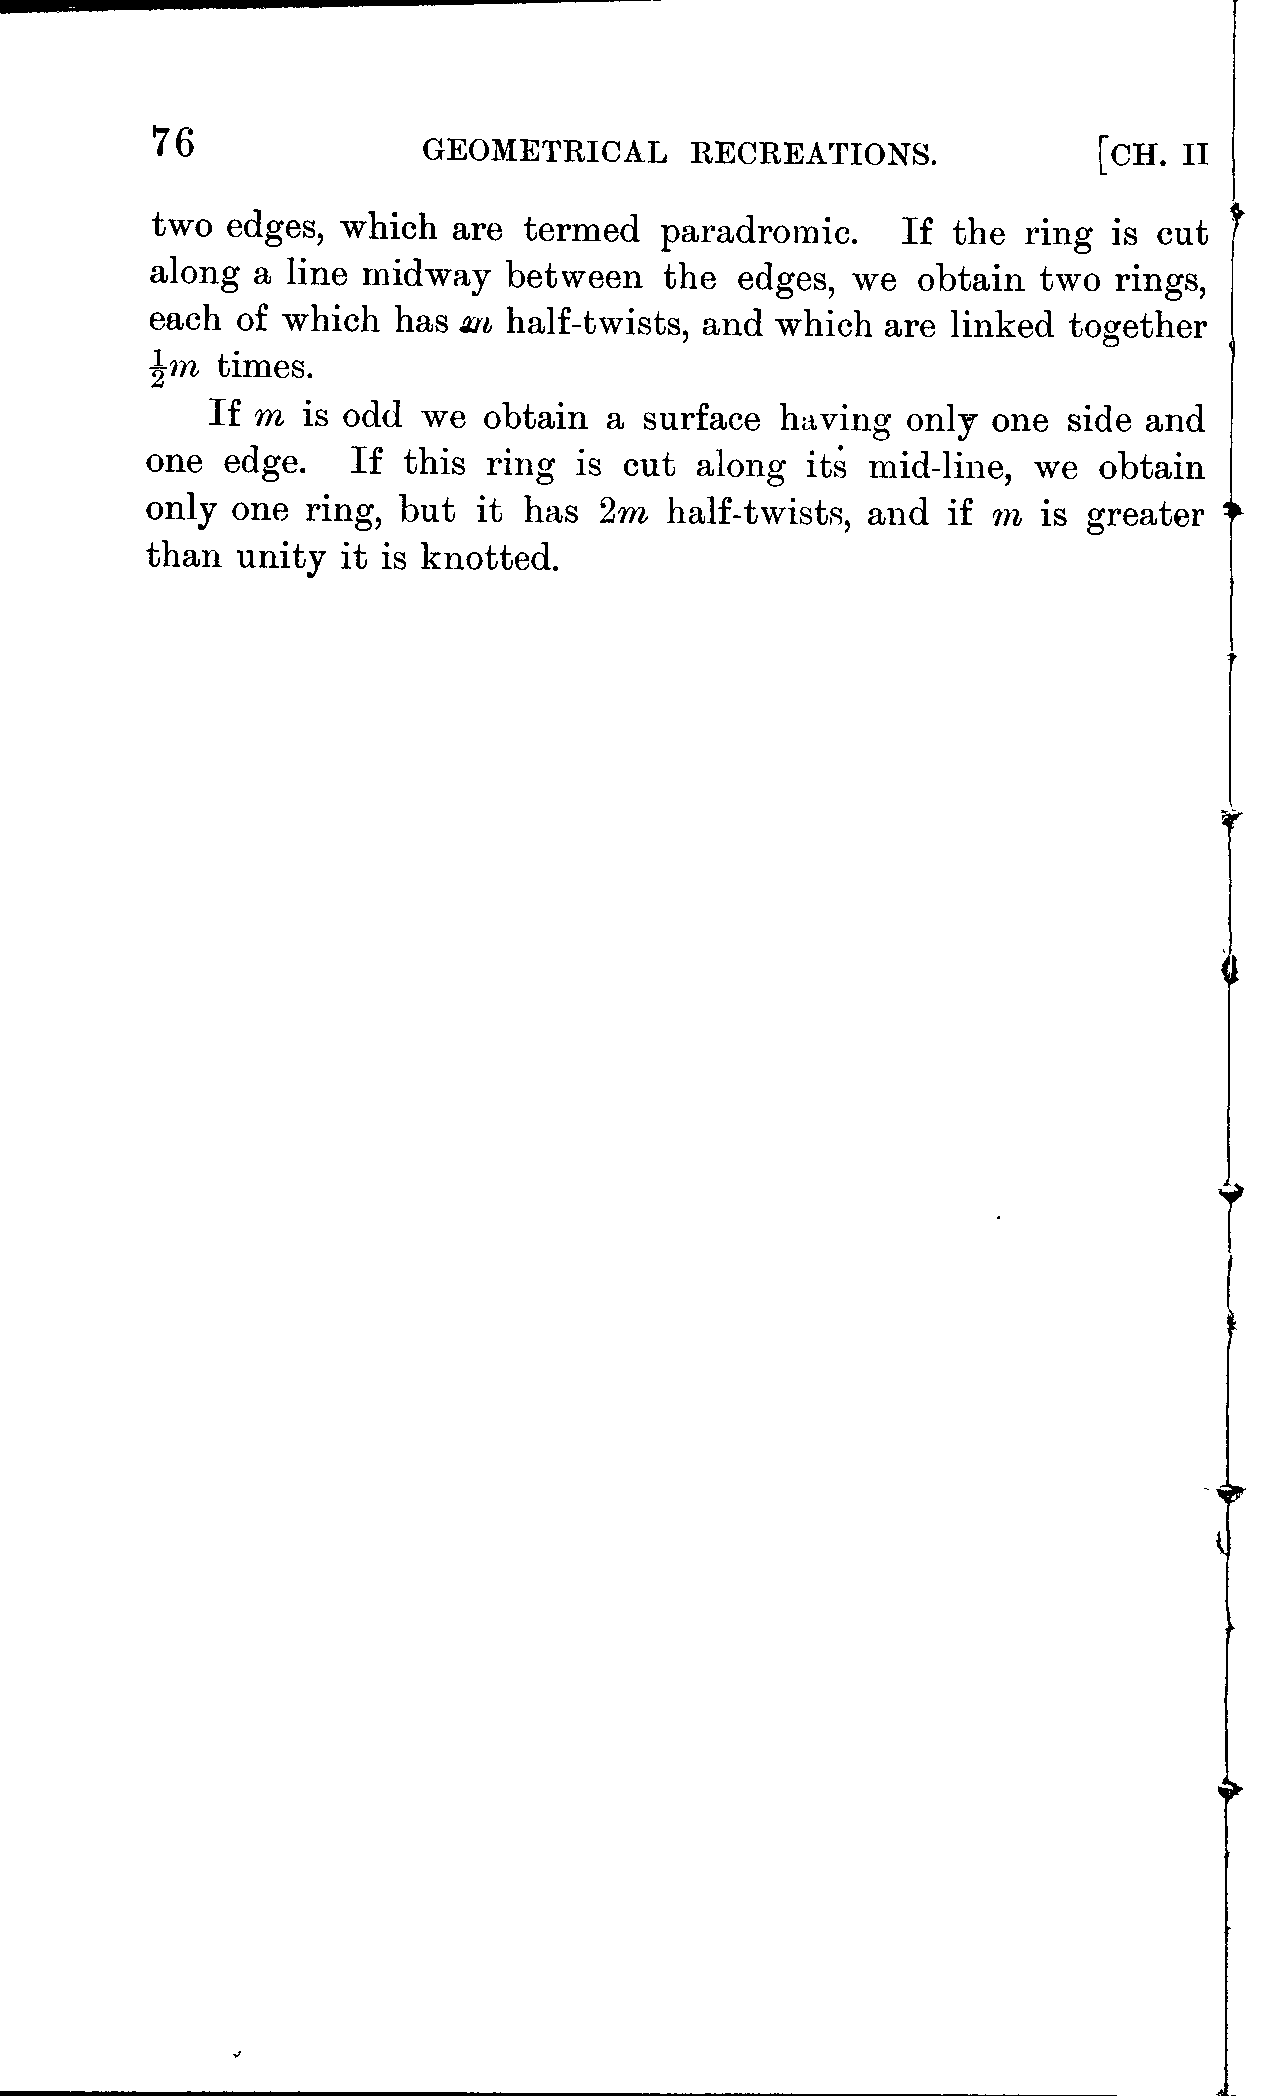 76 GEOMETRICAL RECREATIONS. [CH. II
two edges, which are termed paradromic. If the ring is cut
along a line midway between the edges, we obtain two rings,
each of which has m half-twists, and which are linked together
½m times.
If m is odd we obtain a surface having only one side and
one edge. If this ring is cut along its mid-line, we obtain
only one ring, but it has 2m half-twists, and if m is greater
than unity it is knotted.